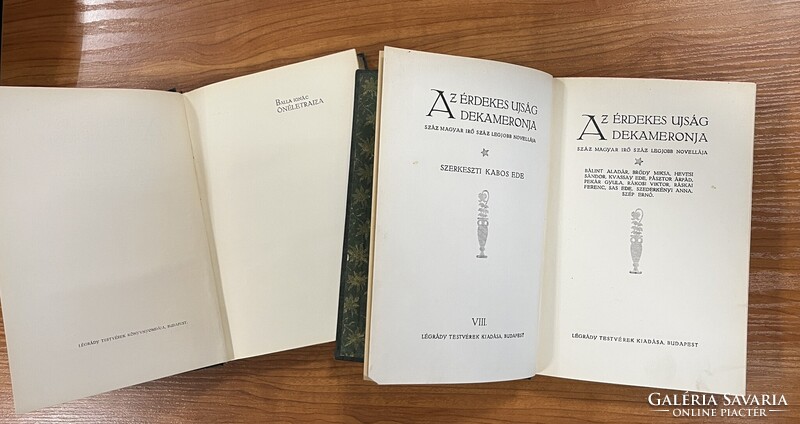 BALLA IGNÁC
ÖNÉLETRAJZA
LÉGRÁDY TESTVÉREK KÖNYVNYOMDÁJA, BUDAPEST.
AZ ÉRDEKES UJSÁG
DEKAMERONJA
SZÁZ MAGYAR IRÓ SZÁZ LEGJOBB NOVELLÁJA
SZERKESZTI KABOS EDE
VIII.
LÉGRÁDY TESTVÉREK KIADÁSA, BUDAPEST
AZ ÉRDEKES UJSÁG
DEKAMERONJA
SZÁZ MAGYAR IRÓ SZÁZ LEGJOBB NOVELLÁJA
BÁLINT ALADÁR, BRÓDY MIKSA, HEVESI
SÁNDOR, KVASSAY EDE, PÁSZTOR ÁRPÁD,
PEKÁR GYULA, RÁKOSI VIKTOR, RÁSKAI
FERENC, SAS EDE, SZEDERKÉNYI ANNA,
SZÉP ERNŐ.
LÉGRÁDY TESTVÉREK KIADÁSA, BUDAPEST
GALÉRIA SAVARIA
ONLINE PIACTÉR